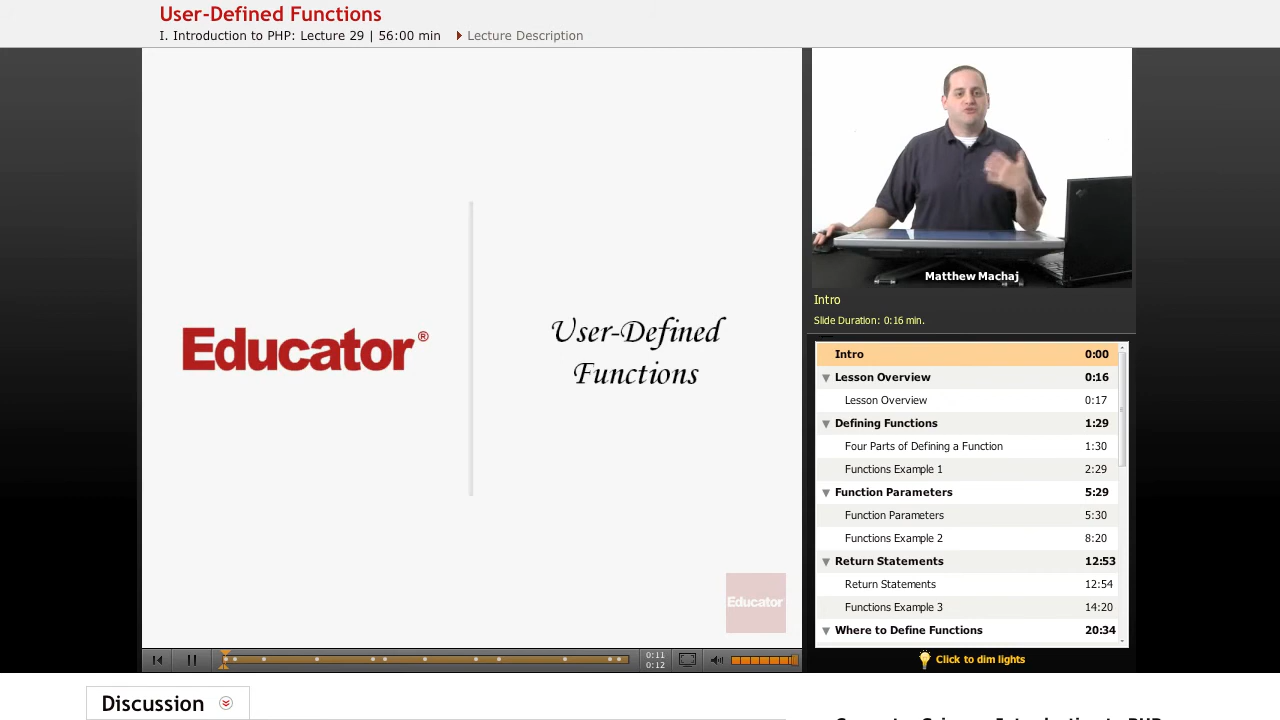 User-Defined Functions
I. Introduction to PHP: Lecture 29 | 56:00 min Lecture Description
Educator®
User-Defined
Functions
Educator
Matthew Machaj
Intro
Slide Duration: 0:16 min.
Intro 0:00
Lesson Overview 0:16
Lesson Overview 0:17
Defining Functions 1:29
Four Parts of Defining a Function 1:30
Functions Example 1 2:29
Function Parameters 5:29
Function Parameters 5:30
Functions Example 2 8:20
Return Statements 12:53
Return Statements 12:54
Functions Example 3 14:20
Where to Define Functions 20:34
0:11
0:12
Click to dim lights
Discussion